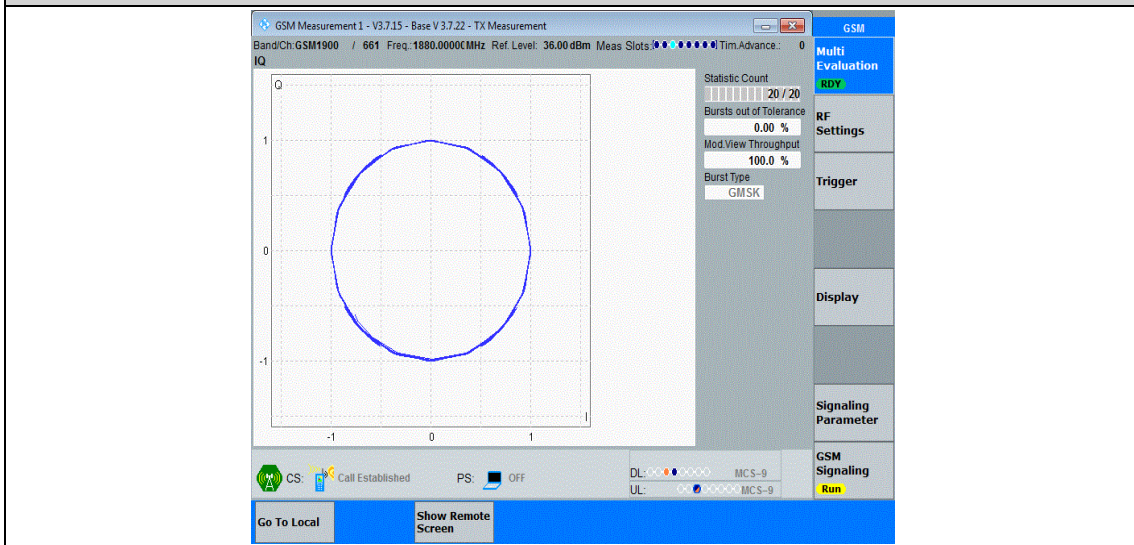 GSM Measurement 1 - V3.7.15 - Base V 3.7.22 - TX Measurement
GSM
Band/Ch:GSM1900 / 661 Freq.:1880.0000MHz Ref. Level: 36.00 dBm Meas Slots: Tim.Advance.: 0
IQ
Multi
Evaluation
RDY
Q
Statistic Count
20 / 20
Bursts out of Tolerance
0.00 %
Mod.View Throughput
100.0 %
Burst Type
GMSK
RF
Settings
Trigger
1
0
-1
I
-1 0 1
Display
Signaling
Parameter
GSM
Signaling
Run
CS: Call Established PS: OFF
DL: MCS-9
UL: MCS-9
Go To Local
Show Remote
Screen